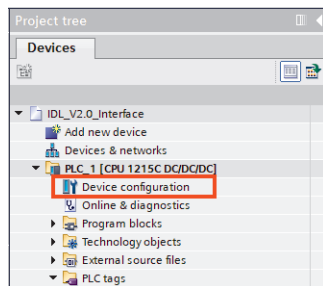 Project tree
Devices
IDL_V2.0_Interface
Add new device
Devices & networks
PLC_1 [CPU 1215C DC/DC/DC]
Device configuration
Online & diagnostics
Program blocks
Technology objects
External source files
PLC tags